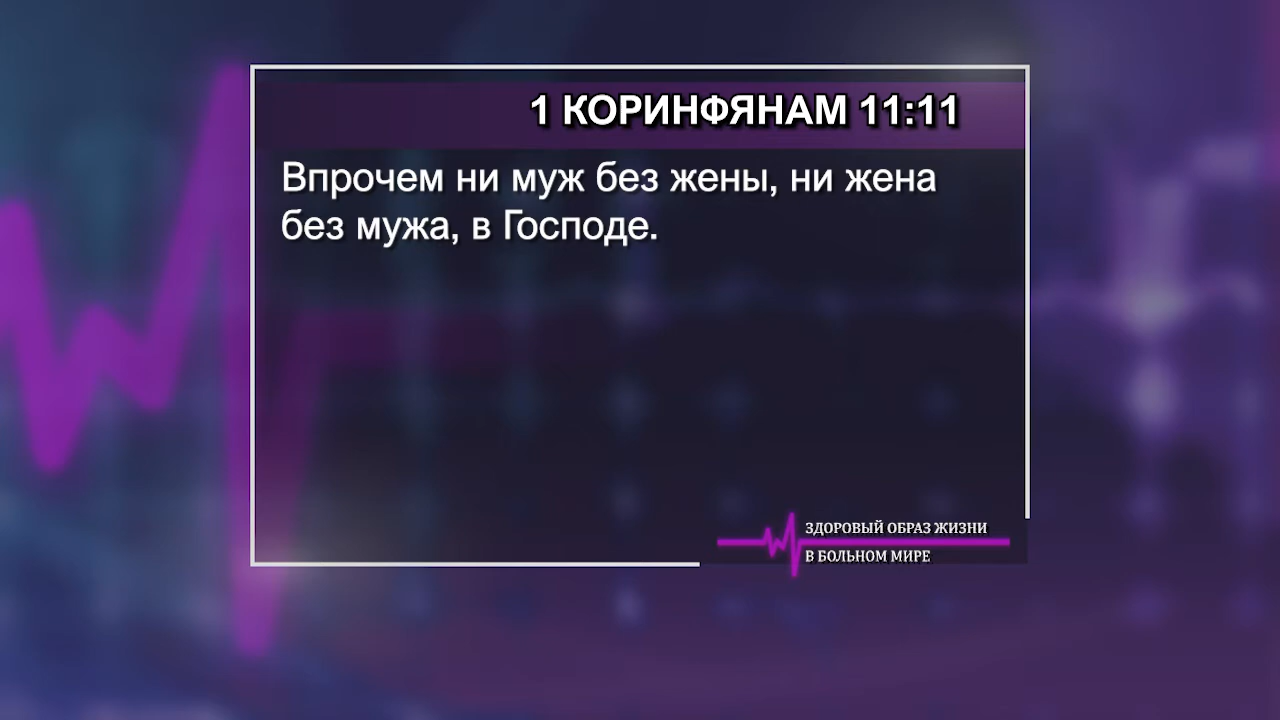 1 КОРИНФЯНАМ 11:11
Впрочем ни муж без жены, ни жена
без мужа, в Господе.
ЗДОРОВЫЙ ОБРАЗ ЖИЗНИ
В БОЛЬНОМ МИРЕ